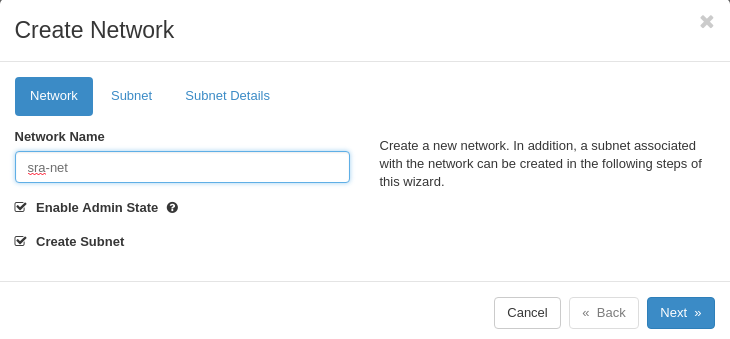 Create Network
Network
Subnet
Subnet Details
Network Name
sra-net
Enable Admin State
Create Subnet
Create a new network. In addition, a subnet associated
with the network can be created in the following steps of
this wizard.
Cancel
« Back
Next »